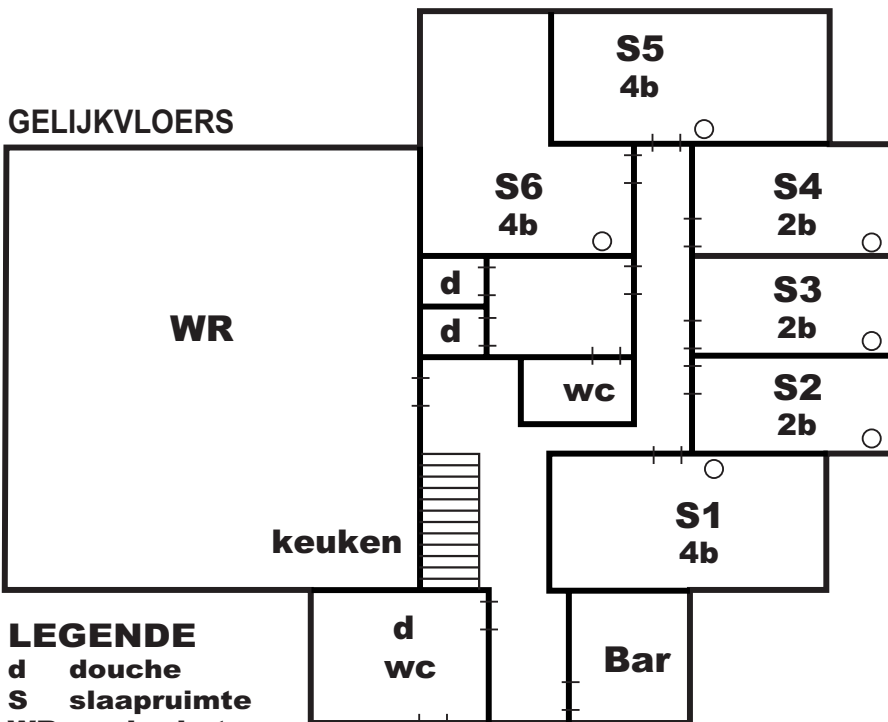 S5
4b
GELIJKVLOERS
S6
4b
S4
2b
d
S3
2b
d
WR
wc
S2
2b
S1
4b
keuken
d
wc
Bar
LEGENDE
d douche
S slaapruimte